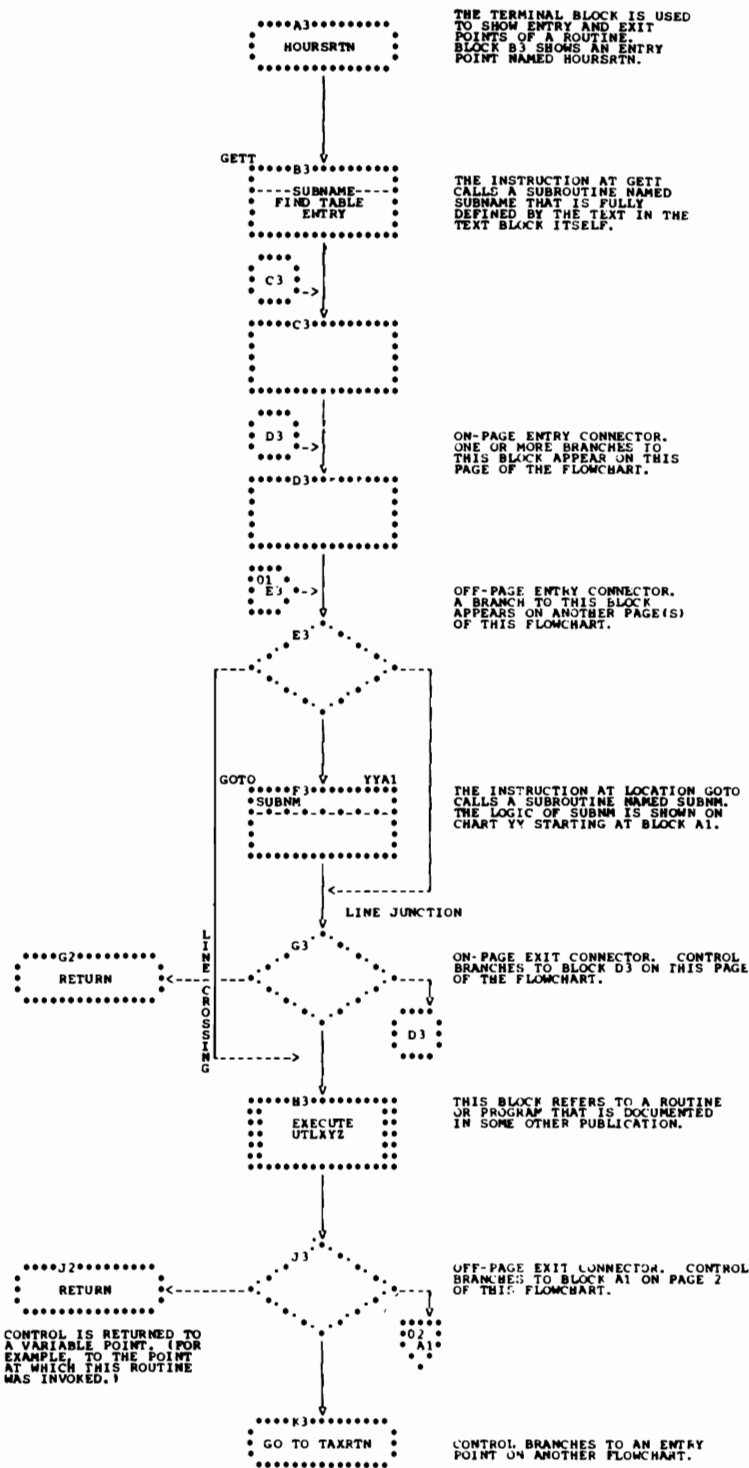 A3
HOURSRTN
THE TERMINAL BLOCK IS USED
TO SHOW ENTRY AND EXIT
POINTS OF A ROUTINE.
BLOCK B3 SHOWS AN ENTRY
POINT NAMED HOURSRTN.
GETT
B3
SUBNAME
FIND TABLE
ENTRY
THE INSTRUCTION AT GETT
CALLS A SUBROUTINE NAMED
SUBNAME THAT IS FULLY
DEFINED BY THE TEXT IN THE
TEXT BLOCK ITSELF.
C3
C3
D3
ON-PAGE ENTRY CONNECTOR.
ONE OR MORE BRANCHES TO
THIS BLOCK APPEAR ON THIS
PAGE OF THE FLOWCHART.
D3
01
E3
OFF-PAGE ENTRY CONNECTOR.
A BRANCH TO THIS BLOCK
APPEARS ON ANOTHER PAGE(S)
OF THIS FLOWCHART.
E3
GOTO
F3
YYA1
SUBNM
THE INSTRUCTION AT LOCATION GOTO
CALLS A SUBROUTINE NAMED SUBNM.
THE LOGIC OF SUBNM IS SHOWN ON
CHART YY STARTING AT BLOCK A1.
LINE JUNCTION
LINE CROSSING
G2
RETURN
G3
ON-PAGE EXIT CONNECTOR. CONTROL
BRANCHES TO BLOCK D3 ON THIS PAGE
OF THE FLOWCHART.
D3
H3
EXECUTE
UTLXYZ
THIS BLOCK REFERS TO A ROUTINE
OR PROGRAM THAT IS DOCUMENTED
IN SOME OTHER PUBLICATION.
J2
RETURN
J3
OFF-PAGE EXIT CONNECTOR. CONTROL
BRANCHES TO BLOCK A1 ON PAGE 2
OF THIS FLOWCHART.
02
A1
CONTROL IS RETURNED TO
A VARIABLE POINT. (FOR
EXAMPLE, TO THE POINT
AT WHICH THIS ROUTINE
WAS INVOKED.)
K3
GO TO TAXRTN
CONTROL BRANCHES TO AN ENTRY
POINT ON ANOTHER FLOWCHART.